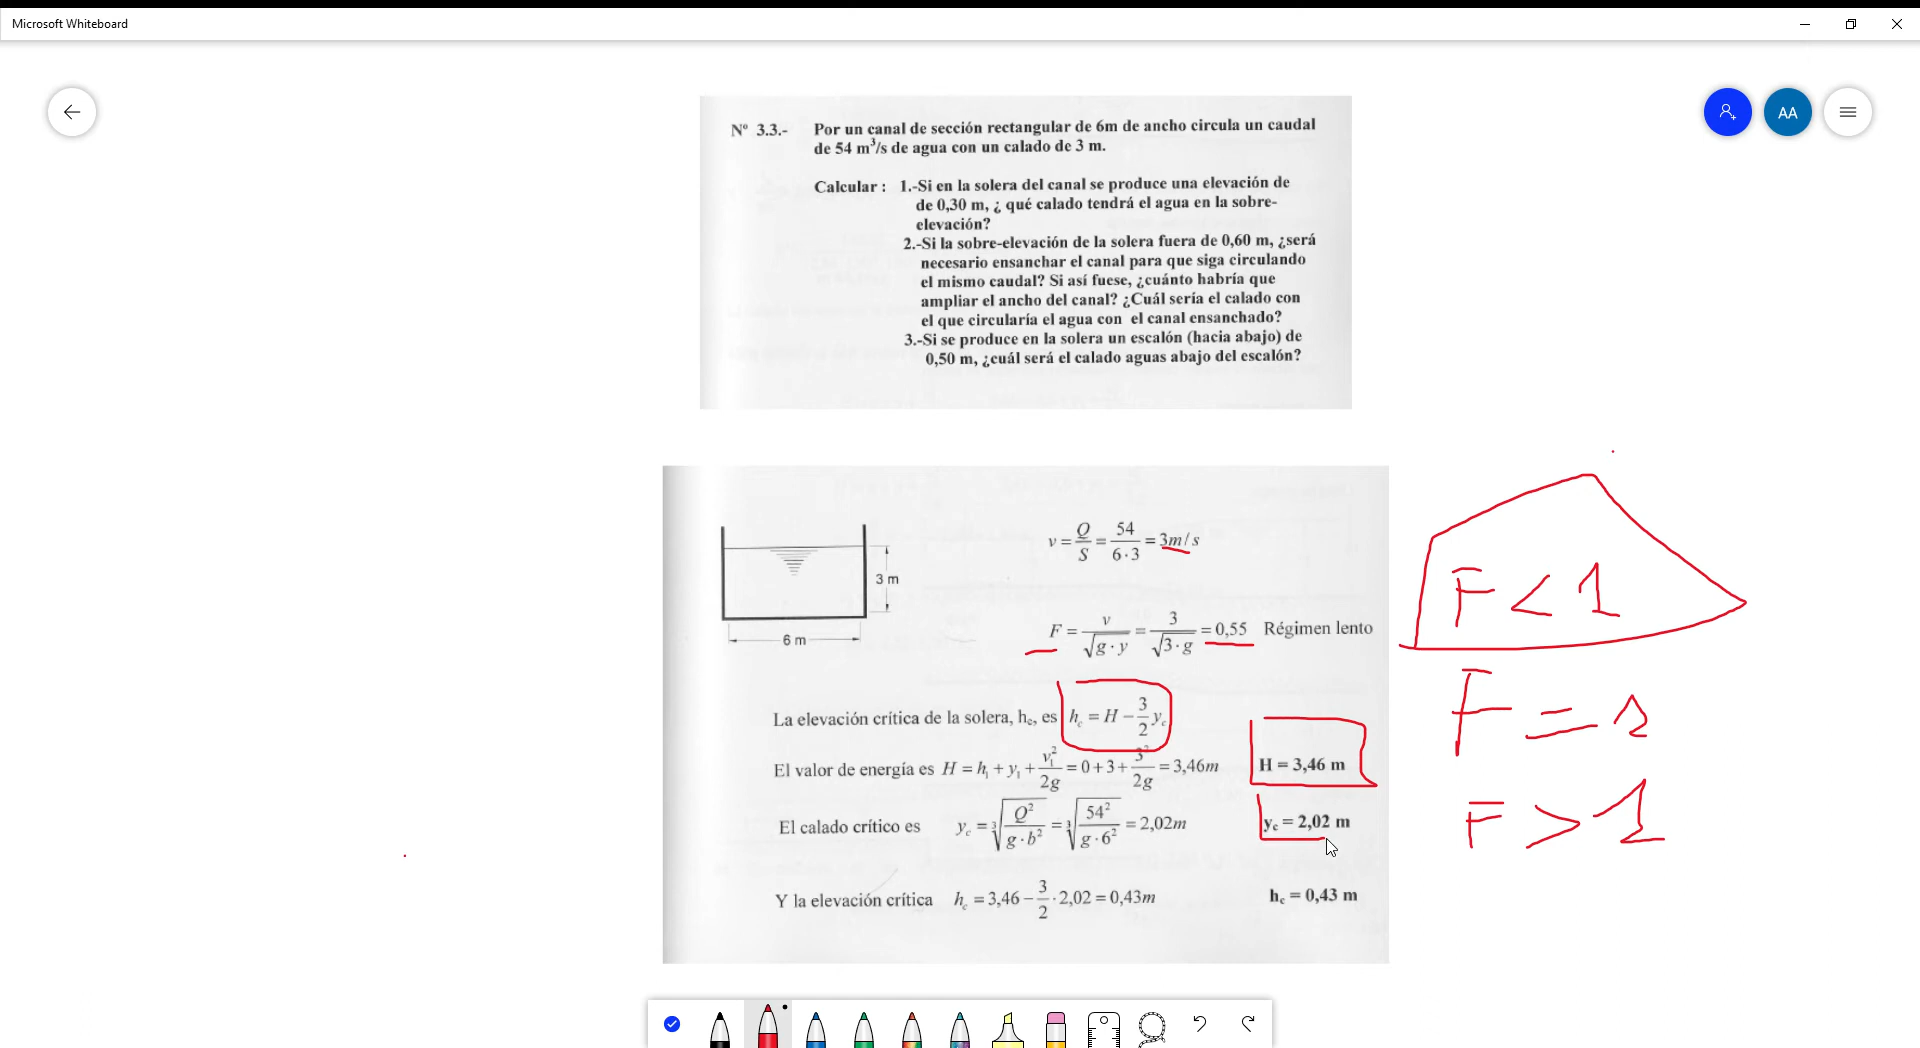 Microsoft Whiteboard
AA
Nº 3.3.- Por un canal de sección rectangular de 6m de ancho circula un caudal
de 54 m³/s de agua con un calado de 3 m.
Calcular : 1.-Si en la solera del canal se produce una elevación de
de 0,30 m, ¿ qué calado tendrá el agua en la sobre-
elevación?
2.-Si la sobre-elevación de la solera fuera de 0,60 m, ¿será
necesario ensanchar el canal para que siga circulando
el mismo caudal? Si así fuese, ¿cuánto habría que
ampliar el ancho del canal? ¿Cuál sería el calado con
el que circularía el agua con el canal ensanchado?
3.-Si se produce en la solera un escalón (hacia abajo) de
0,50 m, ¿cuál será el calado aguas abajo del escalón?
v = Q/S = 54/(6·3) = 3m/s
3 m
6 m
F = v/√(g·y) = 3/√(3·g) = 0,55 Régimen lento
F < 1
La elevación crítica de la solera, hc, es h_c = H − 3/2 y_c
F = 1
El valor de energía es H = h₁ + y₁ + v₁²/2g = 0+3+ 3²/2g = 3,46m H = 3,46 m
El calado crítico es y_c = ∛(Q²/(g·b²)) = ∛(54²/(g·6²)) = 2,02m y_c = 2,02 m
F > 1
Y la elevación crítica h_c = 3,46 − 3/2 · 2,02 = 0,43m h_c = 0,43 m